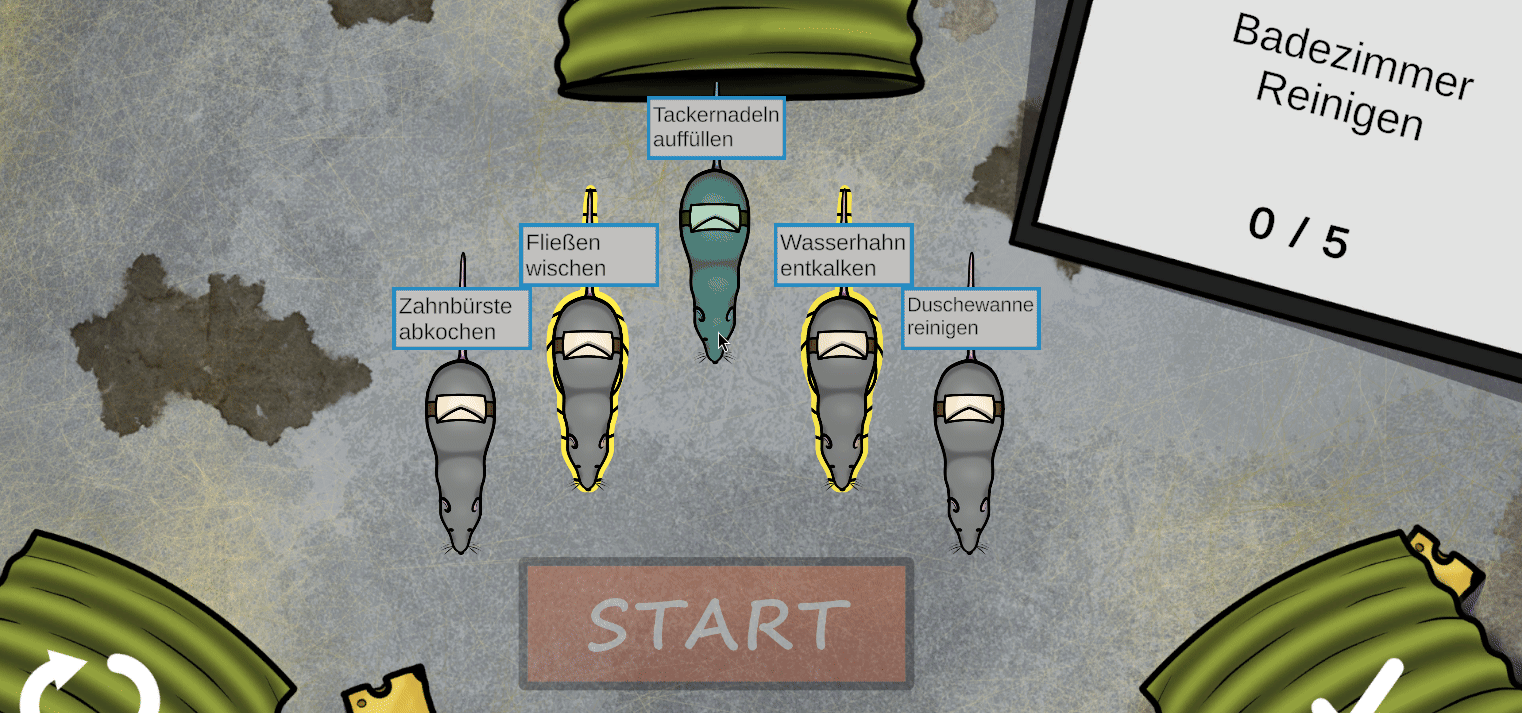 Badezimmer
Reinigen
0 / 5
Tackernadeln
auffüllen
Fließen
wischen
Wasserhahn
entkalken
Zahnbürste
abkochen
Duschewanne
reinigen
START